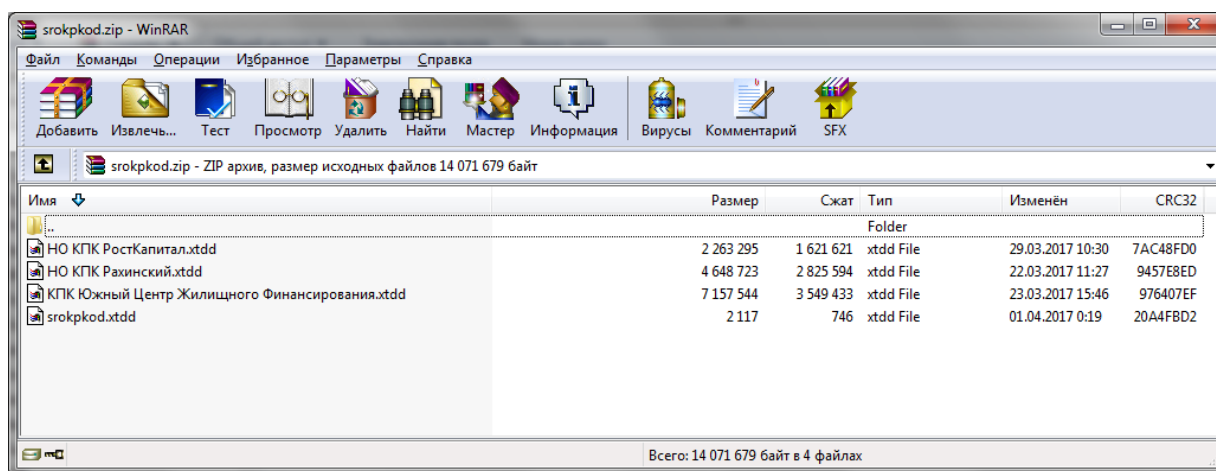 srokpkod.zip - WinRAR
Файл Команды Операции Избранное Параметры Справка
Добавить Извлечь... Тест Просмотр Удалить Найти Мастер Информация Вирусы Комментарий SFX
srokpkod.zip - ZIP архив, размер исходных файлов 14 071 679 байт
Имя Размер Сжат Тип Изменён CRC32
.. Folder
НО КПК РостКапитал.xtdd 2 263 295 1 621 621 xtdd File 29.03.2017 10:30 7AC48FD0
НО КПК Рахинский.xtdd 4 648 723 2 825 594 xtdd File 22.03.2017 11:27 9457E8ED
КПК Южный Центр Жилищного Финансирования.xtdd 7 157 544 3 549 433 xtdd File 23.03.2017 15:46 976407EF
srokpkod.xtdd 2 117 746 xtdd File 01.04.2017 0:19 20A4FBD2
Всего: 14 071 679 байт в 4 файлах